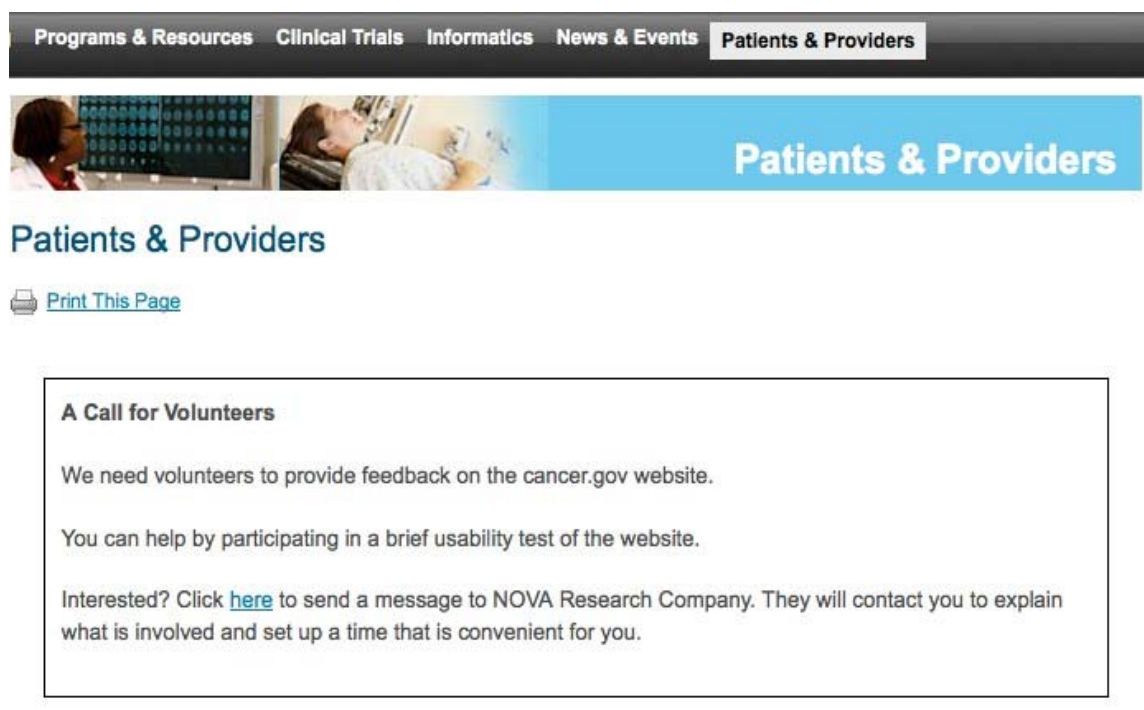 Programs & Resources Clinical Trials Informatics News & Events Patients & Providers
Patients & Providers
Patients & Providers
Print This Page
A Call for Volunteers
We need volunteers to provide feedback on the cancer.gov website.
You can help by participating in a brief usability test of the website.
Interested? Click here to send a message to NOVA Research Company. They will contact you to explain
what is involved and set up a time that is convenient for you.